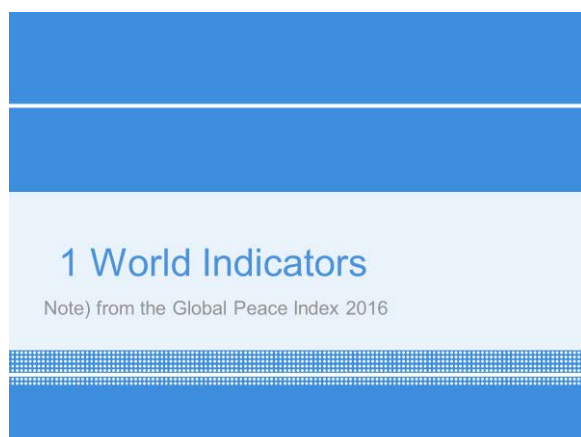 1 World Indicators
Note) from the Global Peace Index 2016